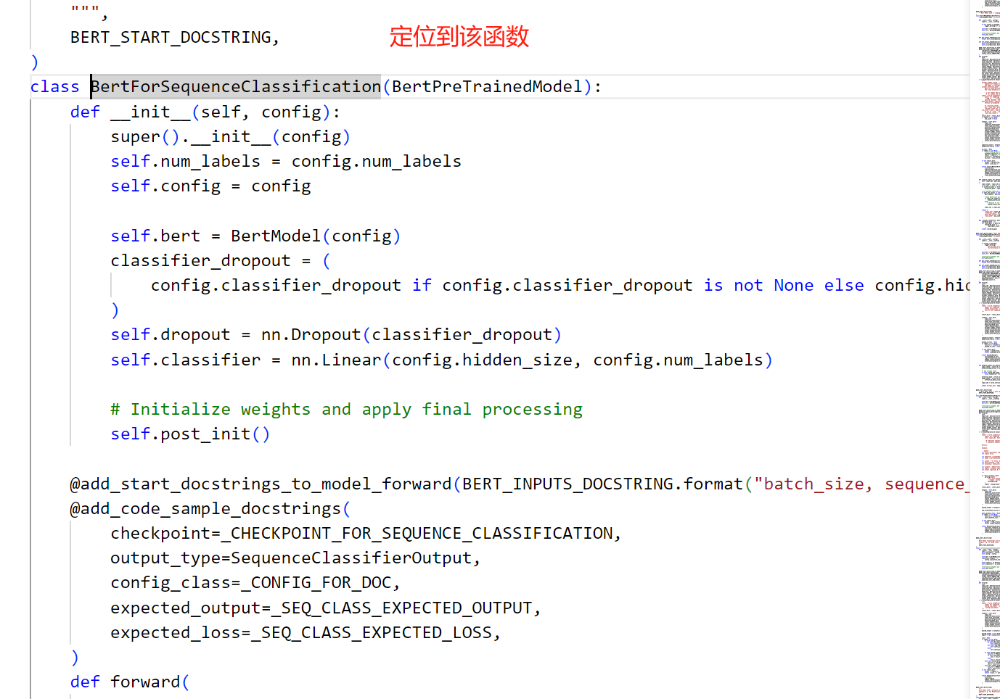 """,
BERT_START_DOCSTRING,
定位到该函数
)
class BertForSequenceClassification(BertPreTrainedModel):
def __init__(self, config):
super().__init__(config)
self.num_labels = config.num_labels
self.config = config
self.bert = BertModel(config)
classifier_dropout = (
config.classifier_dropout if config.classifier_dropout is not None else config.hid
)
self.dropout = nn.Dropout(classifier_dropout)
self.classifier = nn.Linear(config.hidden_size, config.num_labels)
# Initialize weights and apply final processing
self.post_init()
@add_start_docstrings_to_model_forward(BERT_INPUTS_DOCSTRING.format("batch_size, sequence_
@add_code_sample_docstrings(
checkpoint=_CHECKPOINT_FOR_SEQUENCE_CLASSIFICATION,
output_type=SequenceClassifierOutput,
config_class=_CONFIG_FOR_DOC,
expected_output=_SEQ_CLASS_EXPECTED_OUTPUT,
expected_loss=_SEQ_CLASS_EXPECTED_LOSS,
)
def forward(